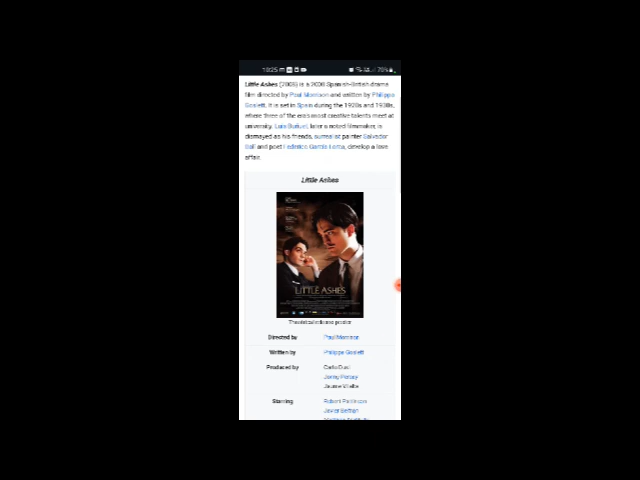 10:25
75%
Little Ashes (2008) is a 2008 Spanish-British drama
film directed by Paul Morrison and written by Philippa
Goslett. It is set in Spain during the 1920s and 1930s,
where three of the era's most creative talents meet at
university. Luis Buñuel, later a noted filmmaker, is
dismayed as his friends, surrealist painter Salvador
Dalí and poet Federico García Lorca, develop a love
affair.
Little Ashes
LITTLE ASHES
Theatrical release poster
Directed by Paul Morrison
Written by Philippa Goslett
Produced by Carlo Dusi
Jonny Persey
Jaume Vilalta
Starring Robert Pattinson
Javier Beltrán